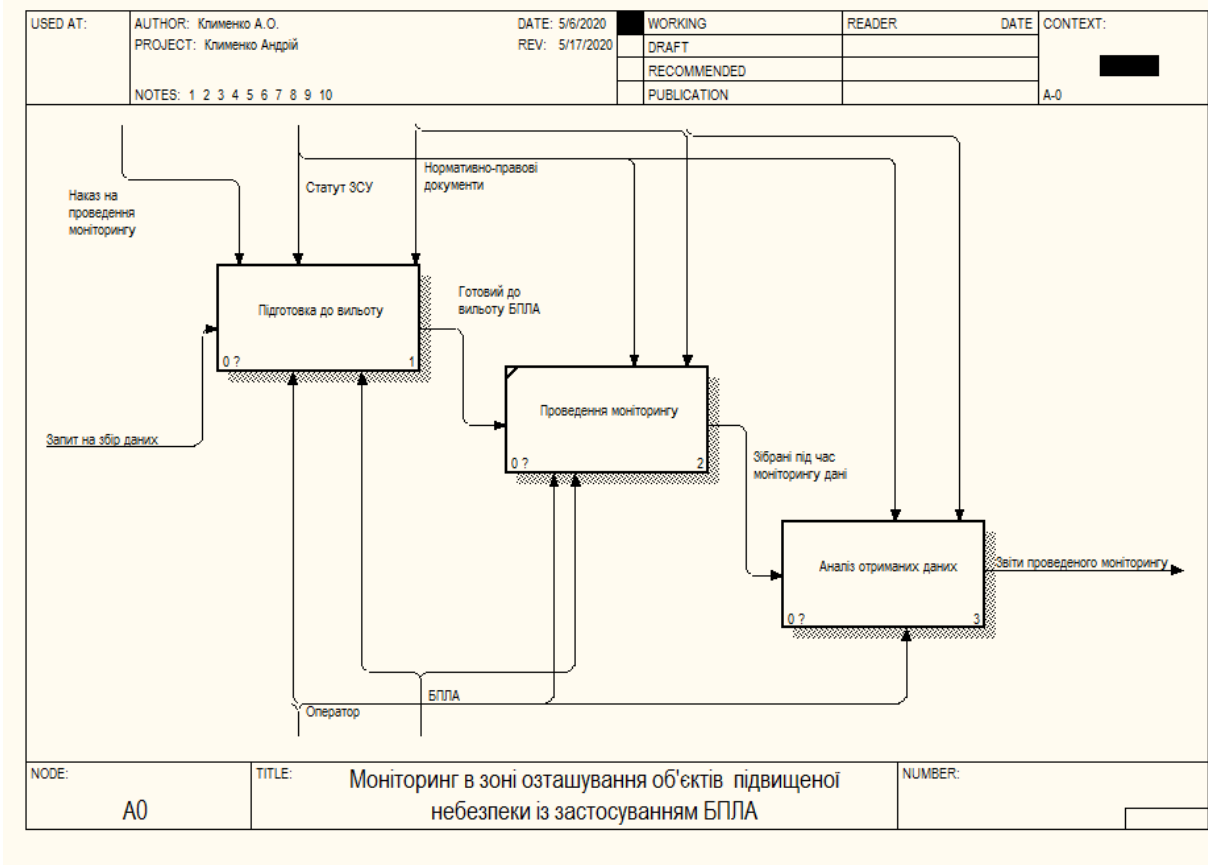 USED AT:
AUTHOR: Клименко А.О.
DATE: 5/6/2020
WORKING
READER
DATE
CONTEXT:
PROJECT: Клименко Андрій
REV: 5/17/2020
DRAFT
RECOMMENDED
NOTES: 1 2 3 4 5 6 7 8 9 10
PUBLICATION
A-0
Наказ на
проведення
моніторингу
Статут ЗСУ
Нормативно-правові
документи
Підготовка до вильоту
0 ?
1
Готовий до
вильоту БПЛА
Запит на збір даних
Проведення моніторингу
0 ?
2
Зібрані під час
моніторингу дані
Аналіз отриманих даних
0 ?
3
Звіти проведеного моніторингу
БПЛА
Оператор
NODE:
A0
TITLE:
Моніторинг в зоні озташування об'єктів підвищеної
небезпеки із застосуванням БПЛА
NUMBER: